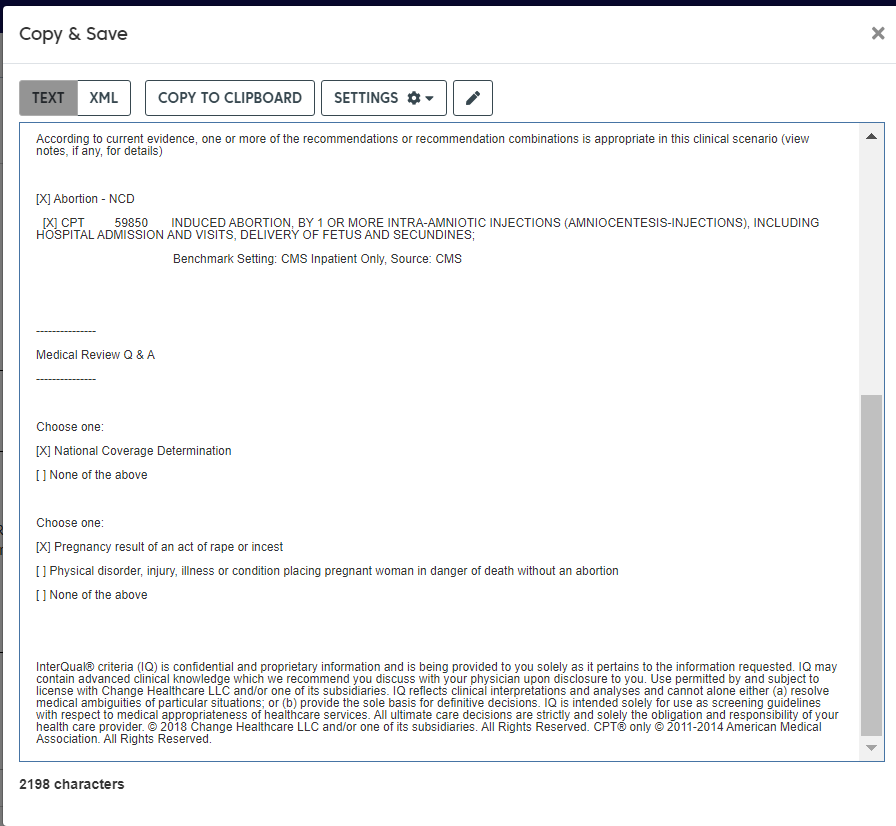 Copy & Save
TEXT
XML
COPY TO CLIPBOARD
SETTINGS
According to current evidence, one or more of the recommendations or recommendation combinations is appropriate in this clinical scenario (view
notes, if any, for details)
[X] Abortion - NCD
[X] CPT 59850 INDUCED ABORTION, BY 1 OR MORE INTRA-AMNIOTIC INJECTIONS (AMNIOCENTESIS-INJECTIONS), INCLUDING
HOSPITAL ADMISSION AND VISITS, DELIVERY OF FETUS AND SECUNDINES;
Benchmark Setting: CMS Inpatient Only, Source: CMS
---------------
Medical Review Q & A
---------------
Choose one:
[X] National Coverage Determination
[ ] None of the above
Choose one:
[X] Pregnancy result of an act of rape or incest
[ ] Physical disorder, injury, illness or condition placing pregnant woman in danger of death without an abortion
[ ] None of the above
InterQual® criteria (IQ) is confidential and proprietary information and is being provided to you solely as it pertains to the information requested. IQ may
contain advanced clinical knowledge which we recommend you discuss with your physician upon disclosure to you. Use permitted by and subject to
license with Change Healthcare LLC and/or one of its subsidiaries. IQ reflects clinical interpretations and analyses and cannot alone either (a) resolve
medical ambiguities of particular situations; or (b) provide the sole basis for definitive decisions. IQ is intended solely for use as screening guidelines
with respect to medical appropriateness of healthcare services. All ultimate care decisions are strictly and solely the obligation and responsibility of your
health care provider. © 2018 Change Healthcare LLC and/or one of its subsidiaries. All Rights Reserved. CPT® only © 2011-2014 American Medical
Association. All Rights Reserved.
2198 characters